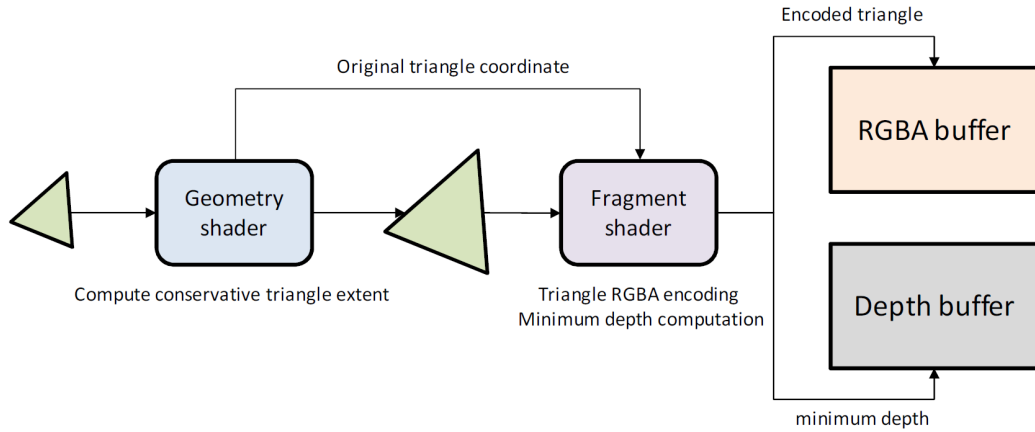 Encoded triangle
Original triangle coordinate
RGBA buffer
Geometry
shader
Fragment
shader
Compute conservative triangle extent
Triangle RGBA encoding
Minimum depth computation
Depth buffer
minimum depth